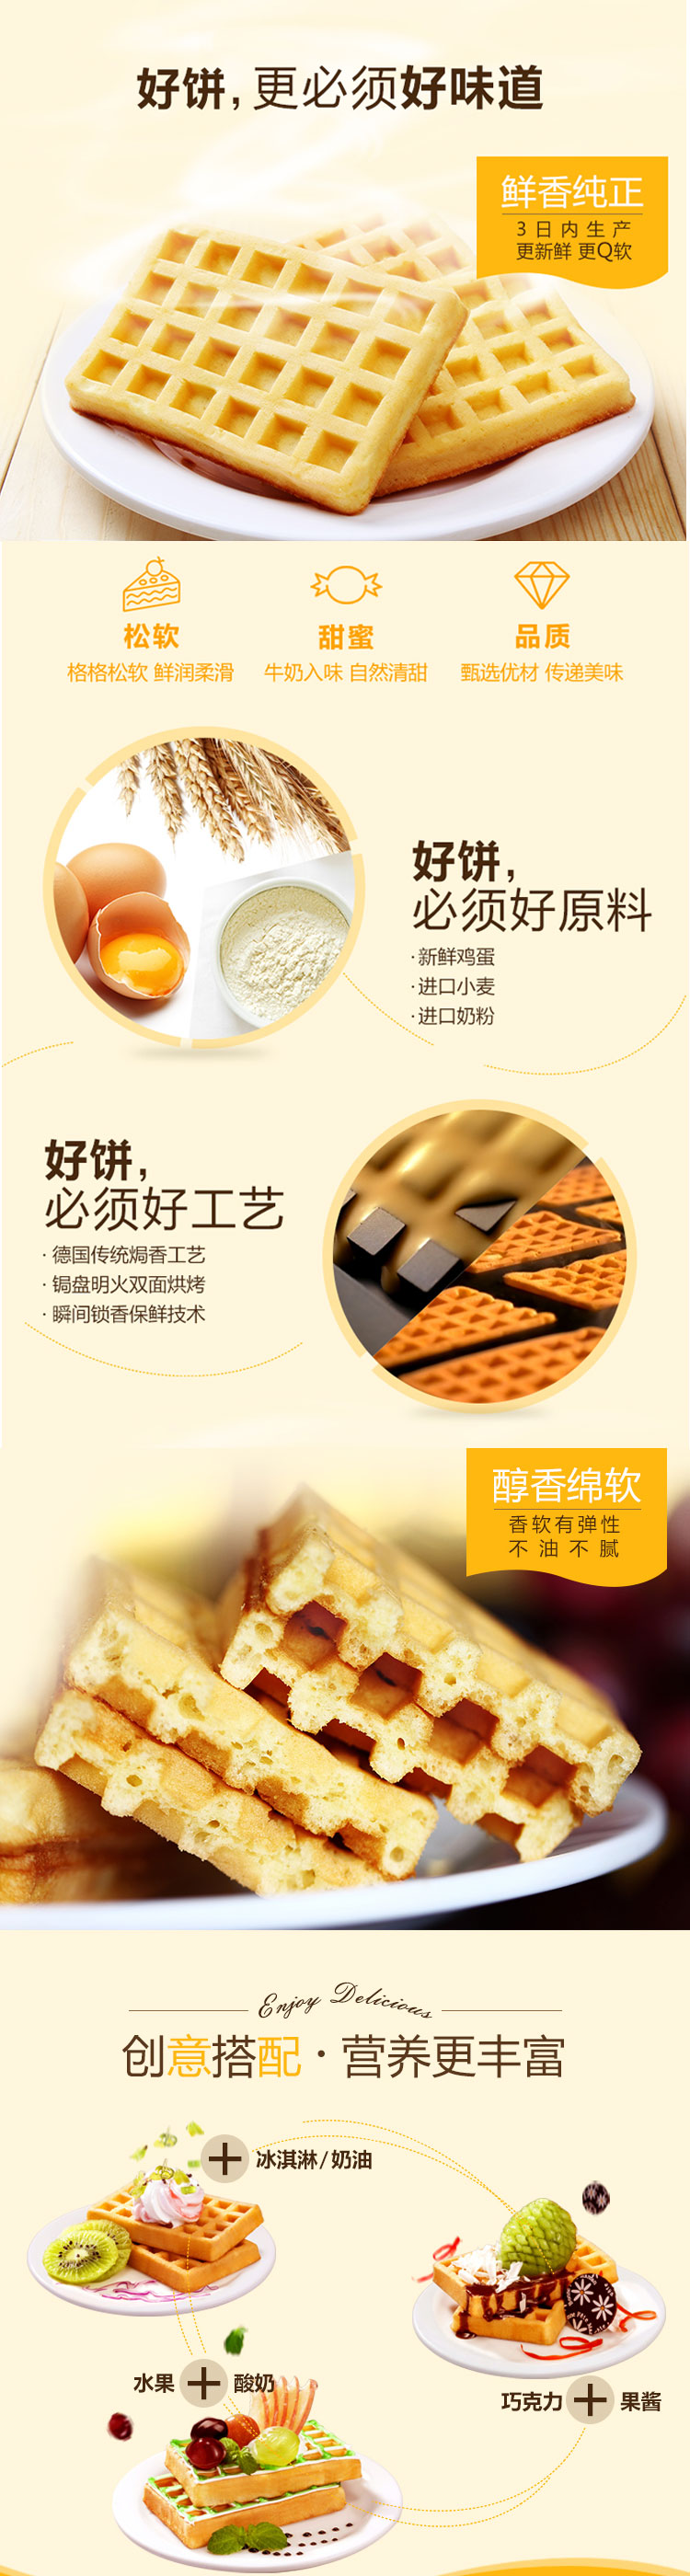 好饼,更必须好味道
鲜香纯正
3日内生产
更新鲜 更Q软
松软
格格松软 鲜润柔滑
甜蜜
牛奶入味 自然清甜
品质
甄选优材 传递美味
好饼,
必须好原料
·新鲜鸡蛋
·进口小麦
·进口奶粉
好饼,
必须好工艺
·德国传统焗香工艺
·铜盘明火双面烘烤
·瞬间锁香保鲜技术
醇香绵软
香软有弹性
不油不腻
Enjoy Delicious
创意搭配·营养更丰富
+ 冰淇淋/奶油
水果 + 酸奶
巧克力 + 果酱